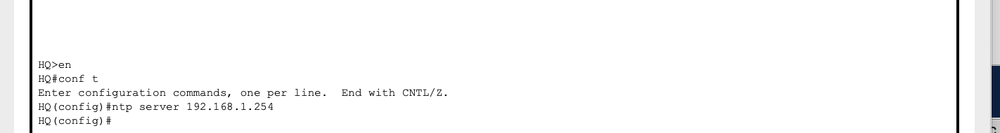 HQ>en
HQ#conf t
Enter configuration commands, one per line.  End with CNTL/Z.
HQ(config)#ntp server 192.168.1.254
HQ(config)#